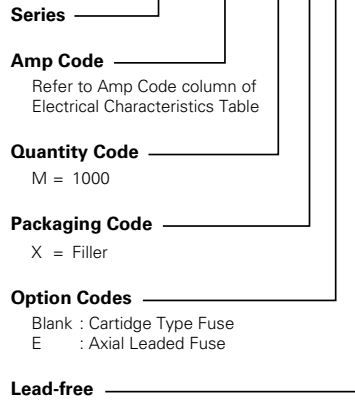 Series
Amp Code
Refer to Amp Code column of
Electrical Characteristics Table
Quantity Code
M = 1000
Packaging Code
X = Filler
Option Codes
Blank : Cartidge Type Fuse
E : Axial Leaded Fuse
Lead-free